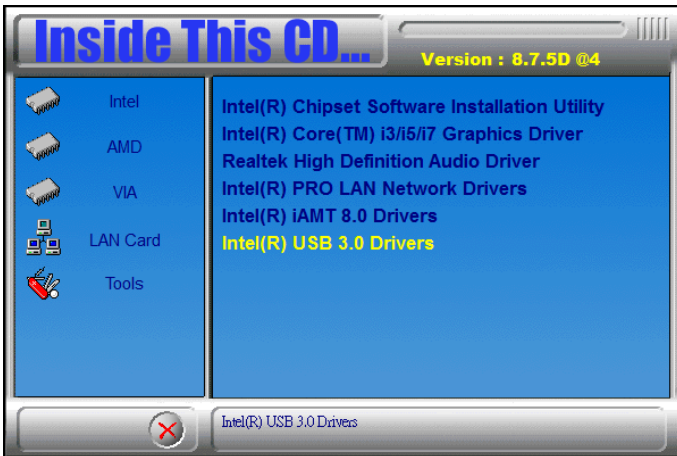 Inside This CD...
Version : 8.7.5D @4
Intel
AMD
VIA
LAN Card
Tools
Intel(R) Chipset Software Installation Utility
Intel(R) Core(TM) i3/i5/i7 Graphics Driver
Realtek High Definition Audio Driver
Intel(R) PRO LAN Network Drivers
Intel(R) iAMT 8.0 Drivers
Intel(R) USB 3.0 Drivers
Intel(R) USB 3.0 Drivers